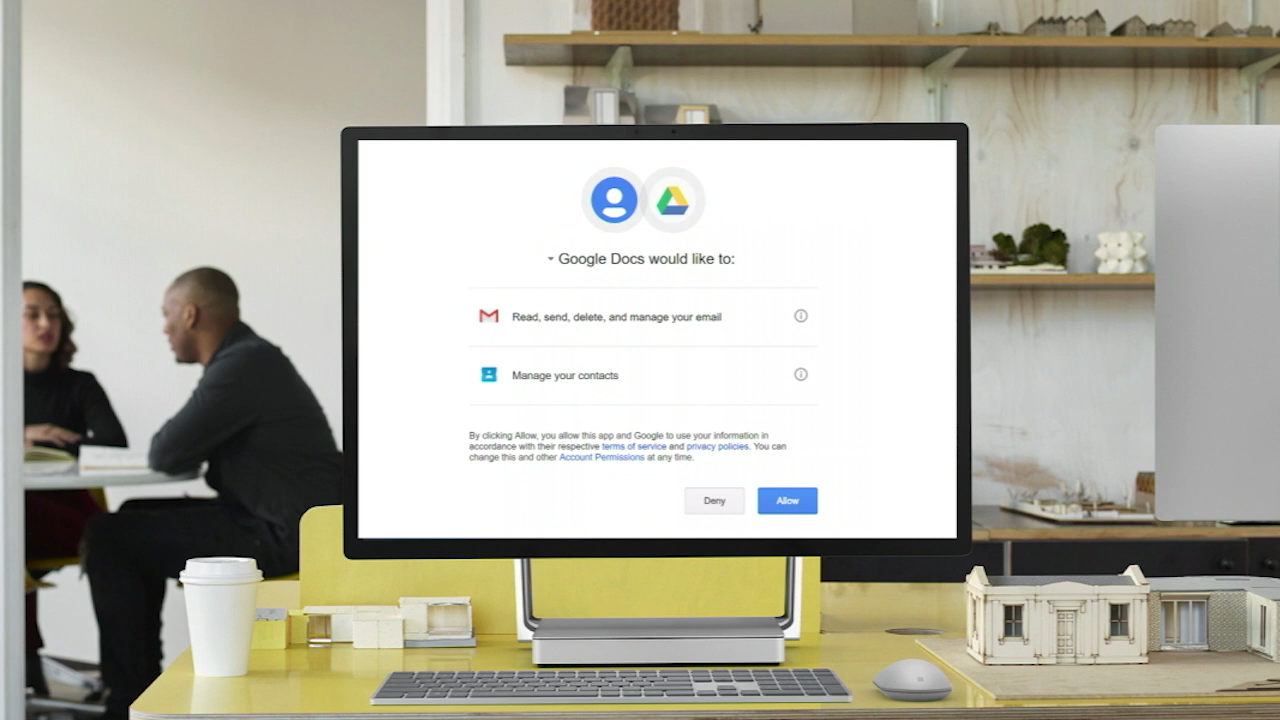 Google Docs would like to:
Read, send, delete, and manage your email
Manage your contacts
By clicking Allow, you allow this app and Google to use your information in
accordance with their respective terms of service and privacy policies. You can
change this and other Account Permissions at any time.
Deny
Allow